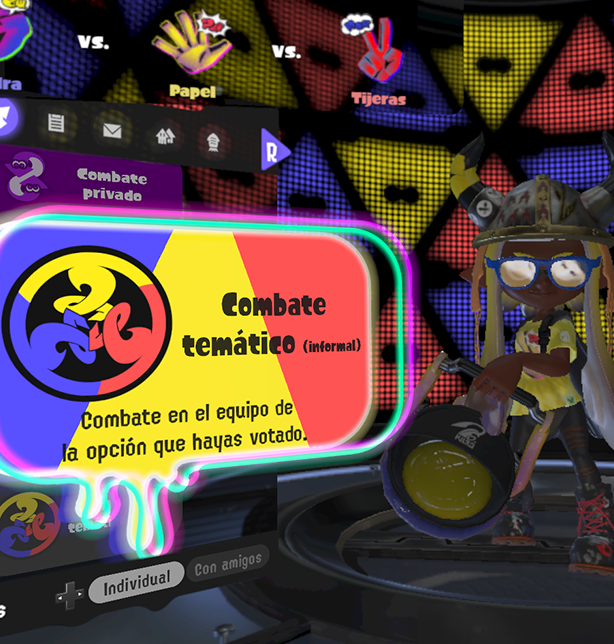 vs.
vs.
dra
Papel
Tijeras
R
Combate
privado
Combate
temático (informal)
Combate en el equipo de
la opción que hayas votado.
Individual
Con amigos
s